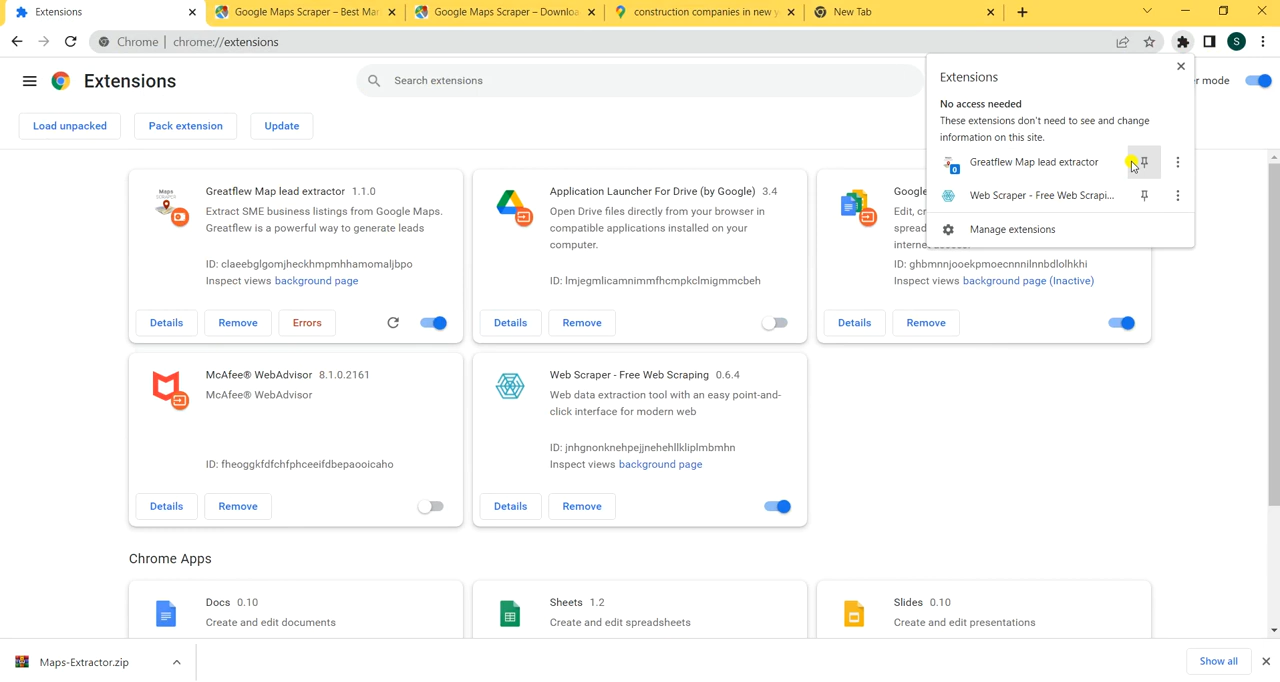 Extensions
Google Maps Scraper – Best Mar
Google Maps Scraper – Downloa
construction companies in new y
New Tab
Chrome | chrome://extensions
S
Extensions
Search extensions
r mode
Load unpacked
Pack extension
Update
Extensions
No access needed
These extensions don't need to see and change
information on this site.
0
Greatflew Map lead extractor
Web Scraper - Free Web Scrapi...
Manage extensions
Maps
SCRAPER
Greatflew Map lead extractor 1.1.0
Extract SME business listings from Google Maps.
Greatflew is a powerful way to generate leads
ID: claeebglgomjheckhmpmhhamomaljbpo
Inspect views background page
Details
Remove
Errors
Application Launcher For Drive (by Google) 3.4
Open Drive files directly from your browser in
compatible applications installed on your
computer.
ID: lmjegmlicamnimmfhcmpkclmigmmcbeh
Details
Remove
Google
Edit, cr
spread
ID: ghbmnnjooekpmoecnnnilnnbdlolhkhi
Inspect views background page (Inactive)
Details
Remove
McAfee® WebAdvisor 8.1.0.2161
McAfee® WebAdvisor
ID: fheoggkfdfchfphceeifdbepaooicaho
Details
Remove
Web Scraper - Free Web Scraping 0.6.4
Web data extraction tool with an easy point-and-
click interface for modern web
ID: jnhgnonknehpejjnehehllkliplmbmhn
Inspect views background page
Details
Remove
Chrome Apps
Docs 0.10
Create and edit documents
Sheets 1.2
Create and edit spreadsheets
Slides 0.10
Create and edit presentations
Maps-Extractor.zip
Show all